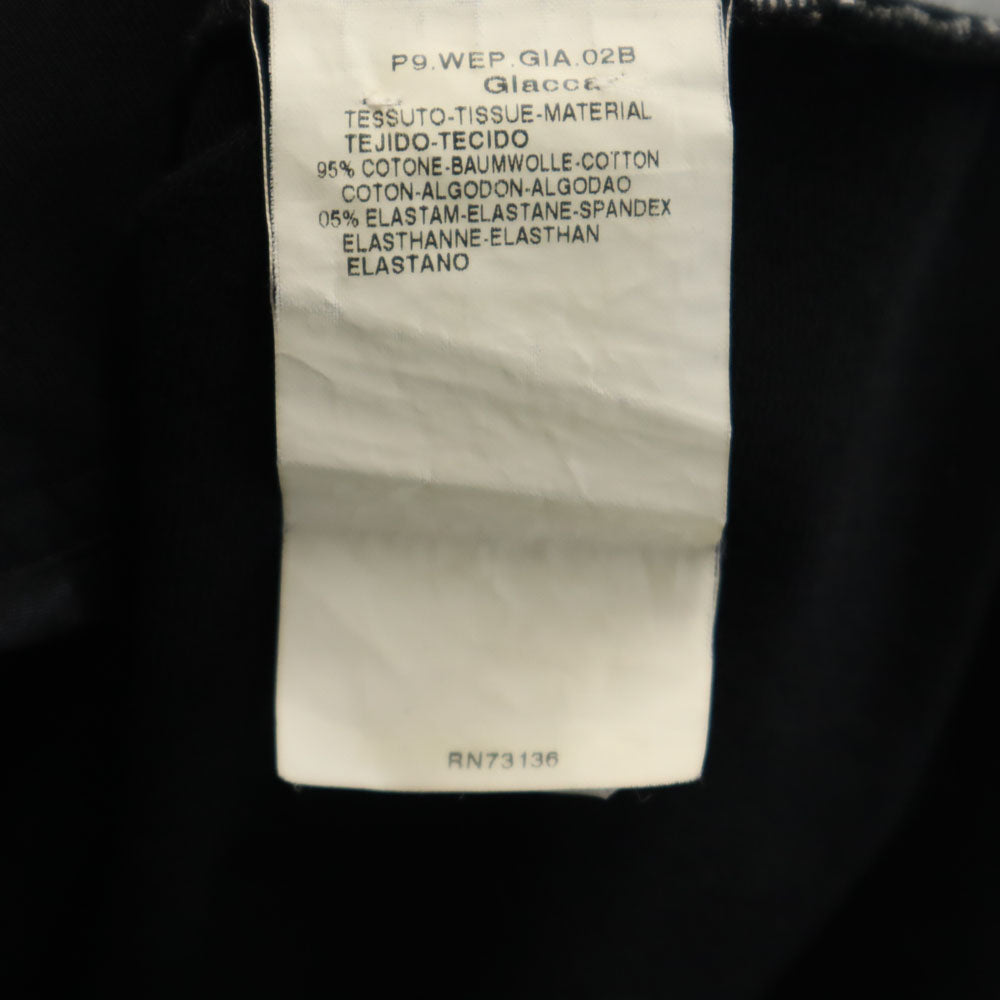 P9.WEP.GIA.02B
Giacca
TESSUTO-TISSUE-MATERIAL
TEJIDO-TECIDO
95% COTONE-BAUMWOLLE-COTTON
COTON-ALGODON-ALGODAO
05% ELASTAM-ELASTANE-SPANDEX
ELASTHANNE-ELASTHAN
ELASTANO
RN73136